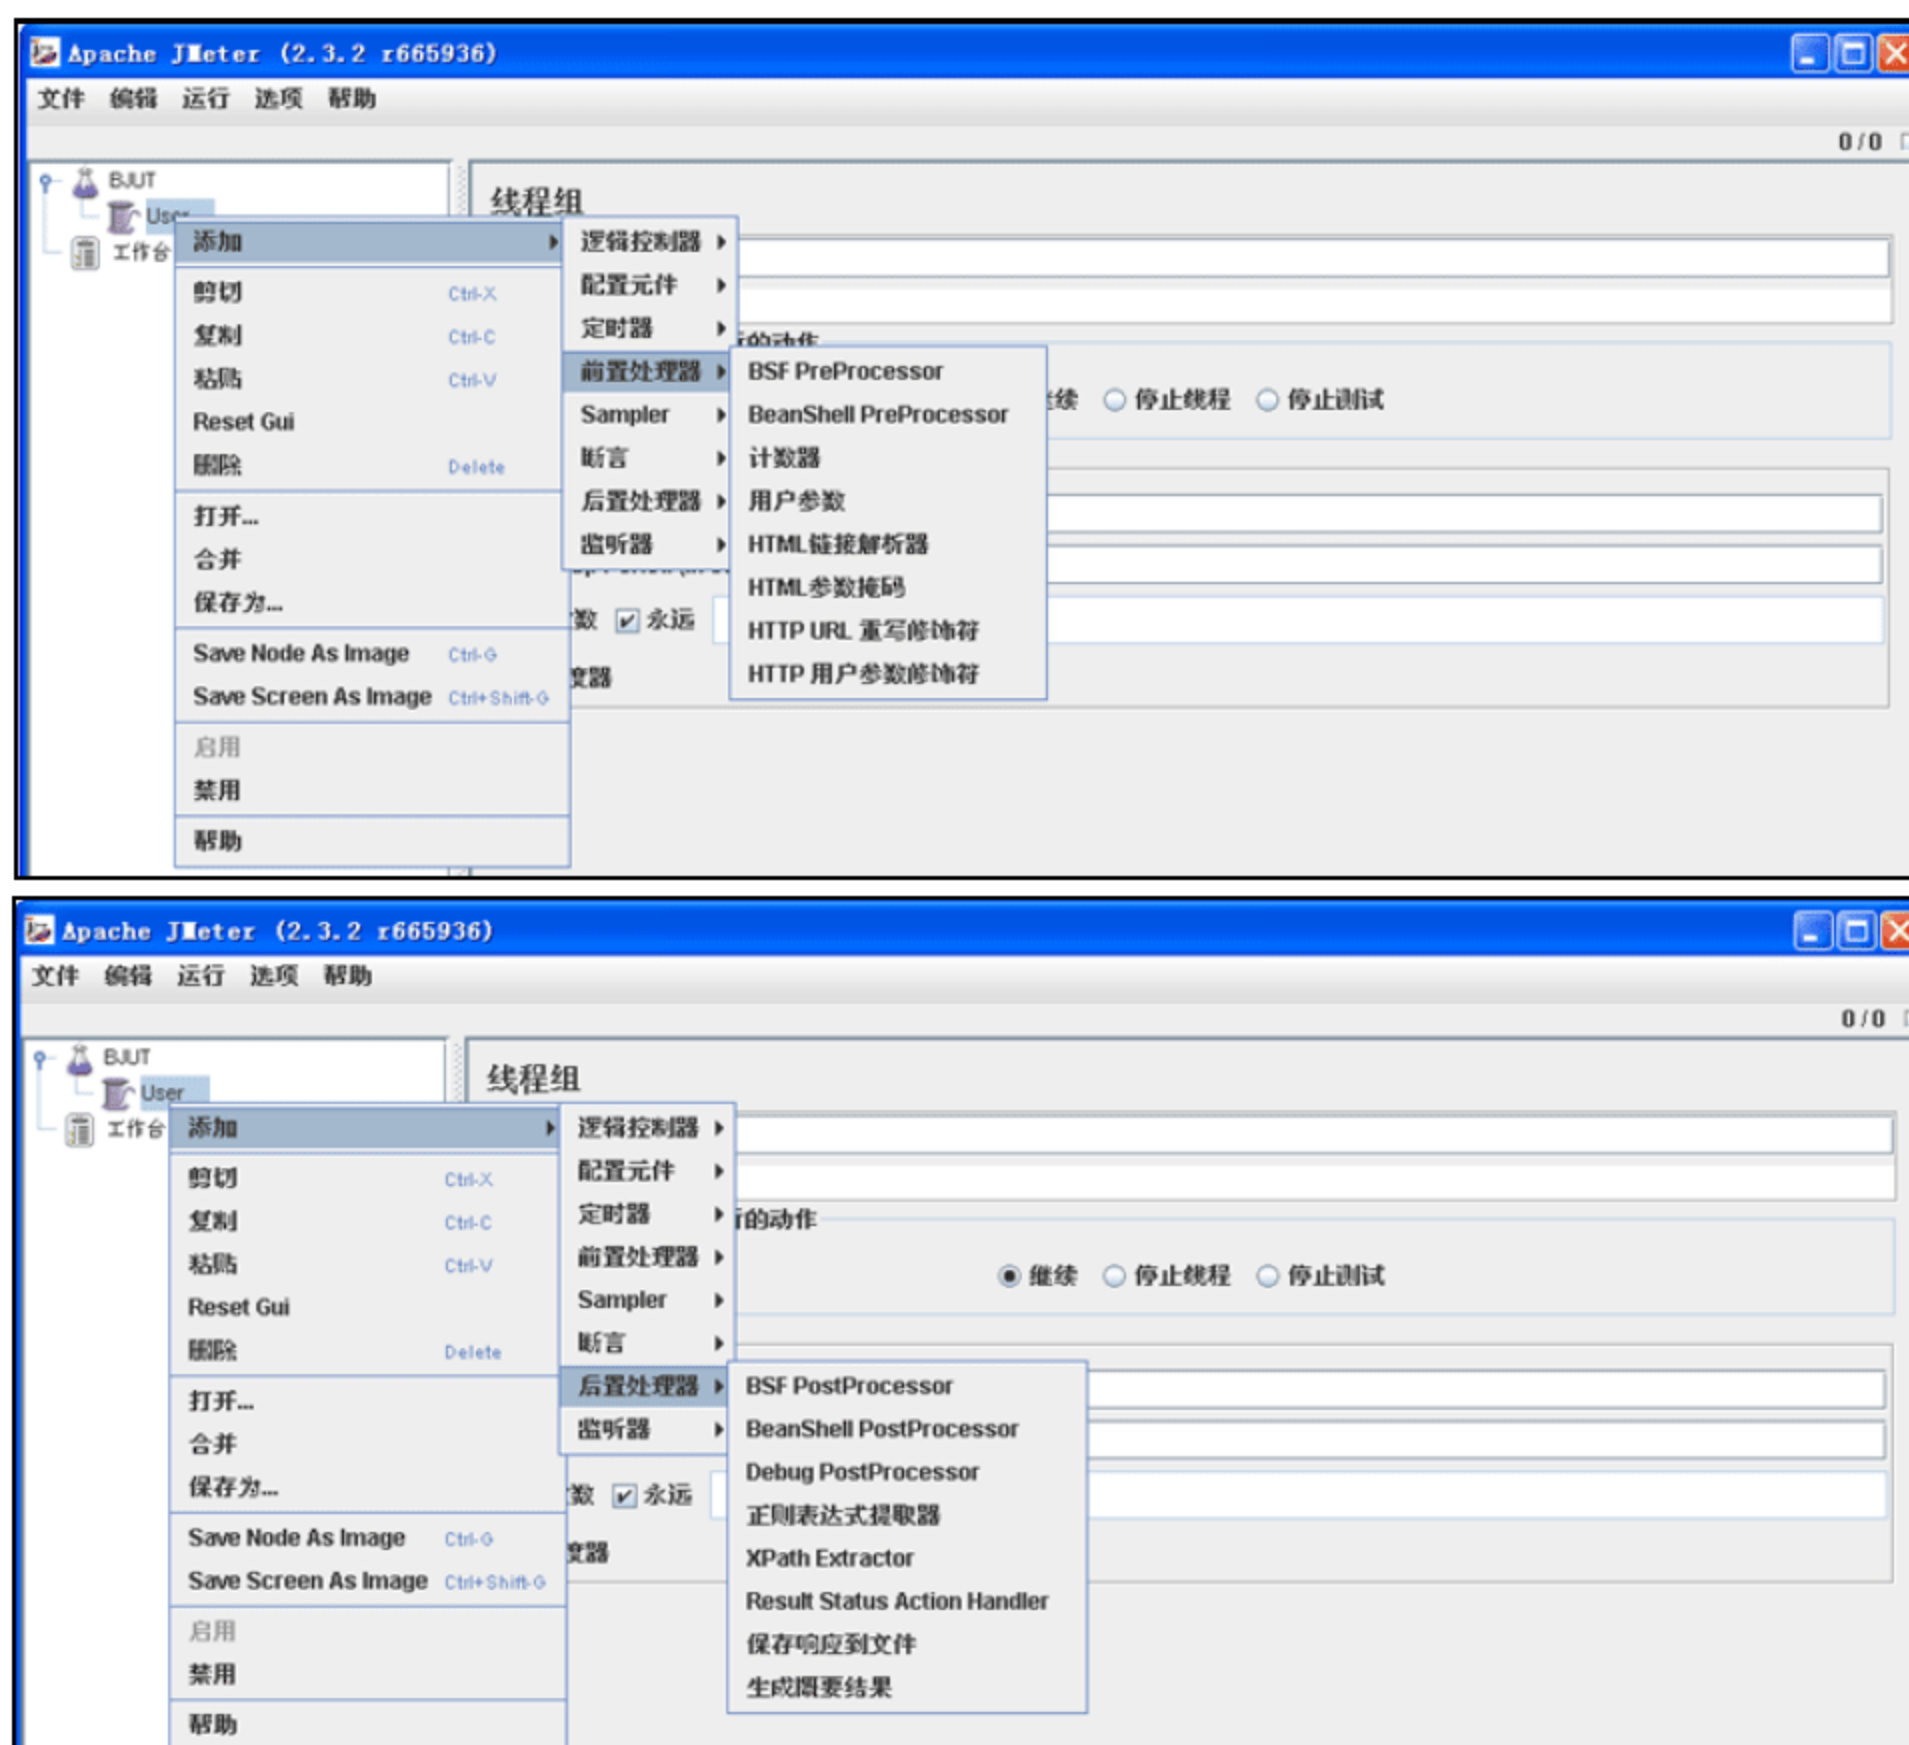 Apache JMeter (2.3.2 r665936)
文件 编辑 运行 选项 帮助
0/0
BJUT
User
工作台
线程组
添加
剪切 Ctrl-X
复制 Ctrl-C
粘贴 Ctrl-V
Reset Gui
删除 Delete
打开...
合并
保存为...
Save Node As Image Ctrl-G
Save Screen As Image Ctrl+Shift-G
启用
禁用
帮助
逻辑控制器
配置元件
定时器
前置处理器
Sampler
断言
后置处理器
监听器
BSF PreProcessor
BeanShell PreProcessor
计数器
用户参数
HTML链接解析器
HTML参数掩码
HTTP URL 重写修饰符
HTTP 用户参数修饰符
的动作
续 停止线程 停止测试
数 永远
度器
Apache JMeter (2.3.2 r665936)
文件 编辑 运行 选项 帮助
0/0
BJUT
User
工作台
线程组
添加
剪切 Ctrl-X
复制 Ctrl-C
粘贴 Ctrl-V
Reset Gui
删除 Delete
打开...
合并
保存为...
Save Node As Image Ctrl-G
Save Screen As Image Ctrl+Shift-G
启用
禁用
帮助
逻辑控制器
配置元件
定时器
前置处理器
Sampler
断言
后置处理器
监听器
BSF PostProcessor
BeanShell PostProcessor
Debug PostProcessor
正则表达式提取器
XPath Extractor
Result Status Action Handler
保存响应到文件
生成概要结果
的动作
继续 停止线程 停止测试
数 永远
度器